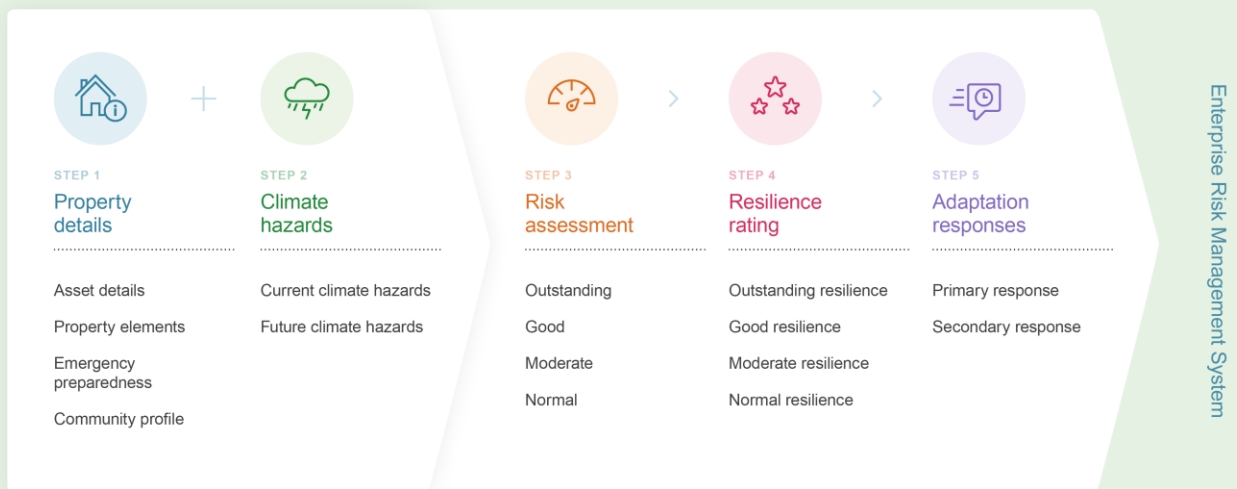 STEP 1
Property
details
Asset details
Property elements
Emergency
preparedness
Community profile
STEP 2
Climate
hazards
Current climate hazards
Future climate hazards
STEP 3
Risk
assessment
Outstanding
Good
Moderate
Normal
STEP 4
Resilience
rating
Outstanding resilience
Good resilience
Moderate resilience
Normal resilience
STEP 5
Adaptation
responses
Primary response
Secondary response
Enterprise Risk Management System